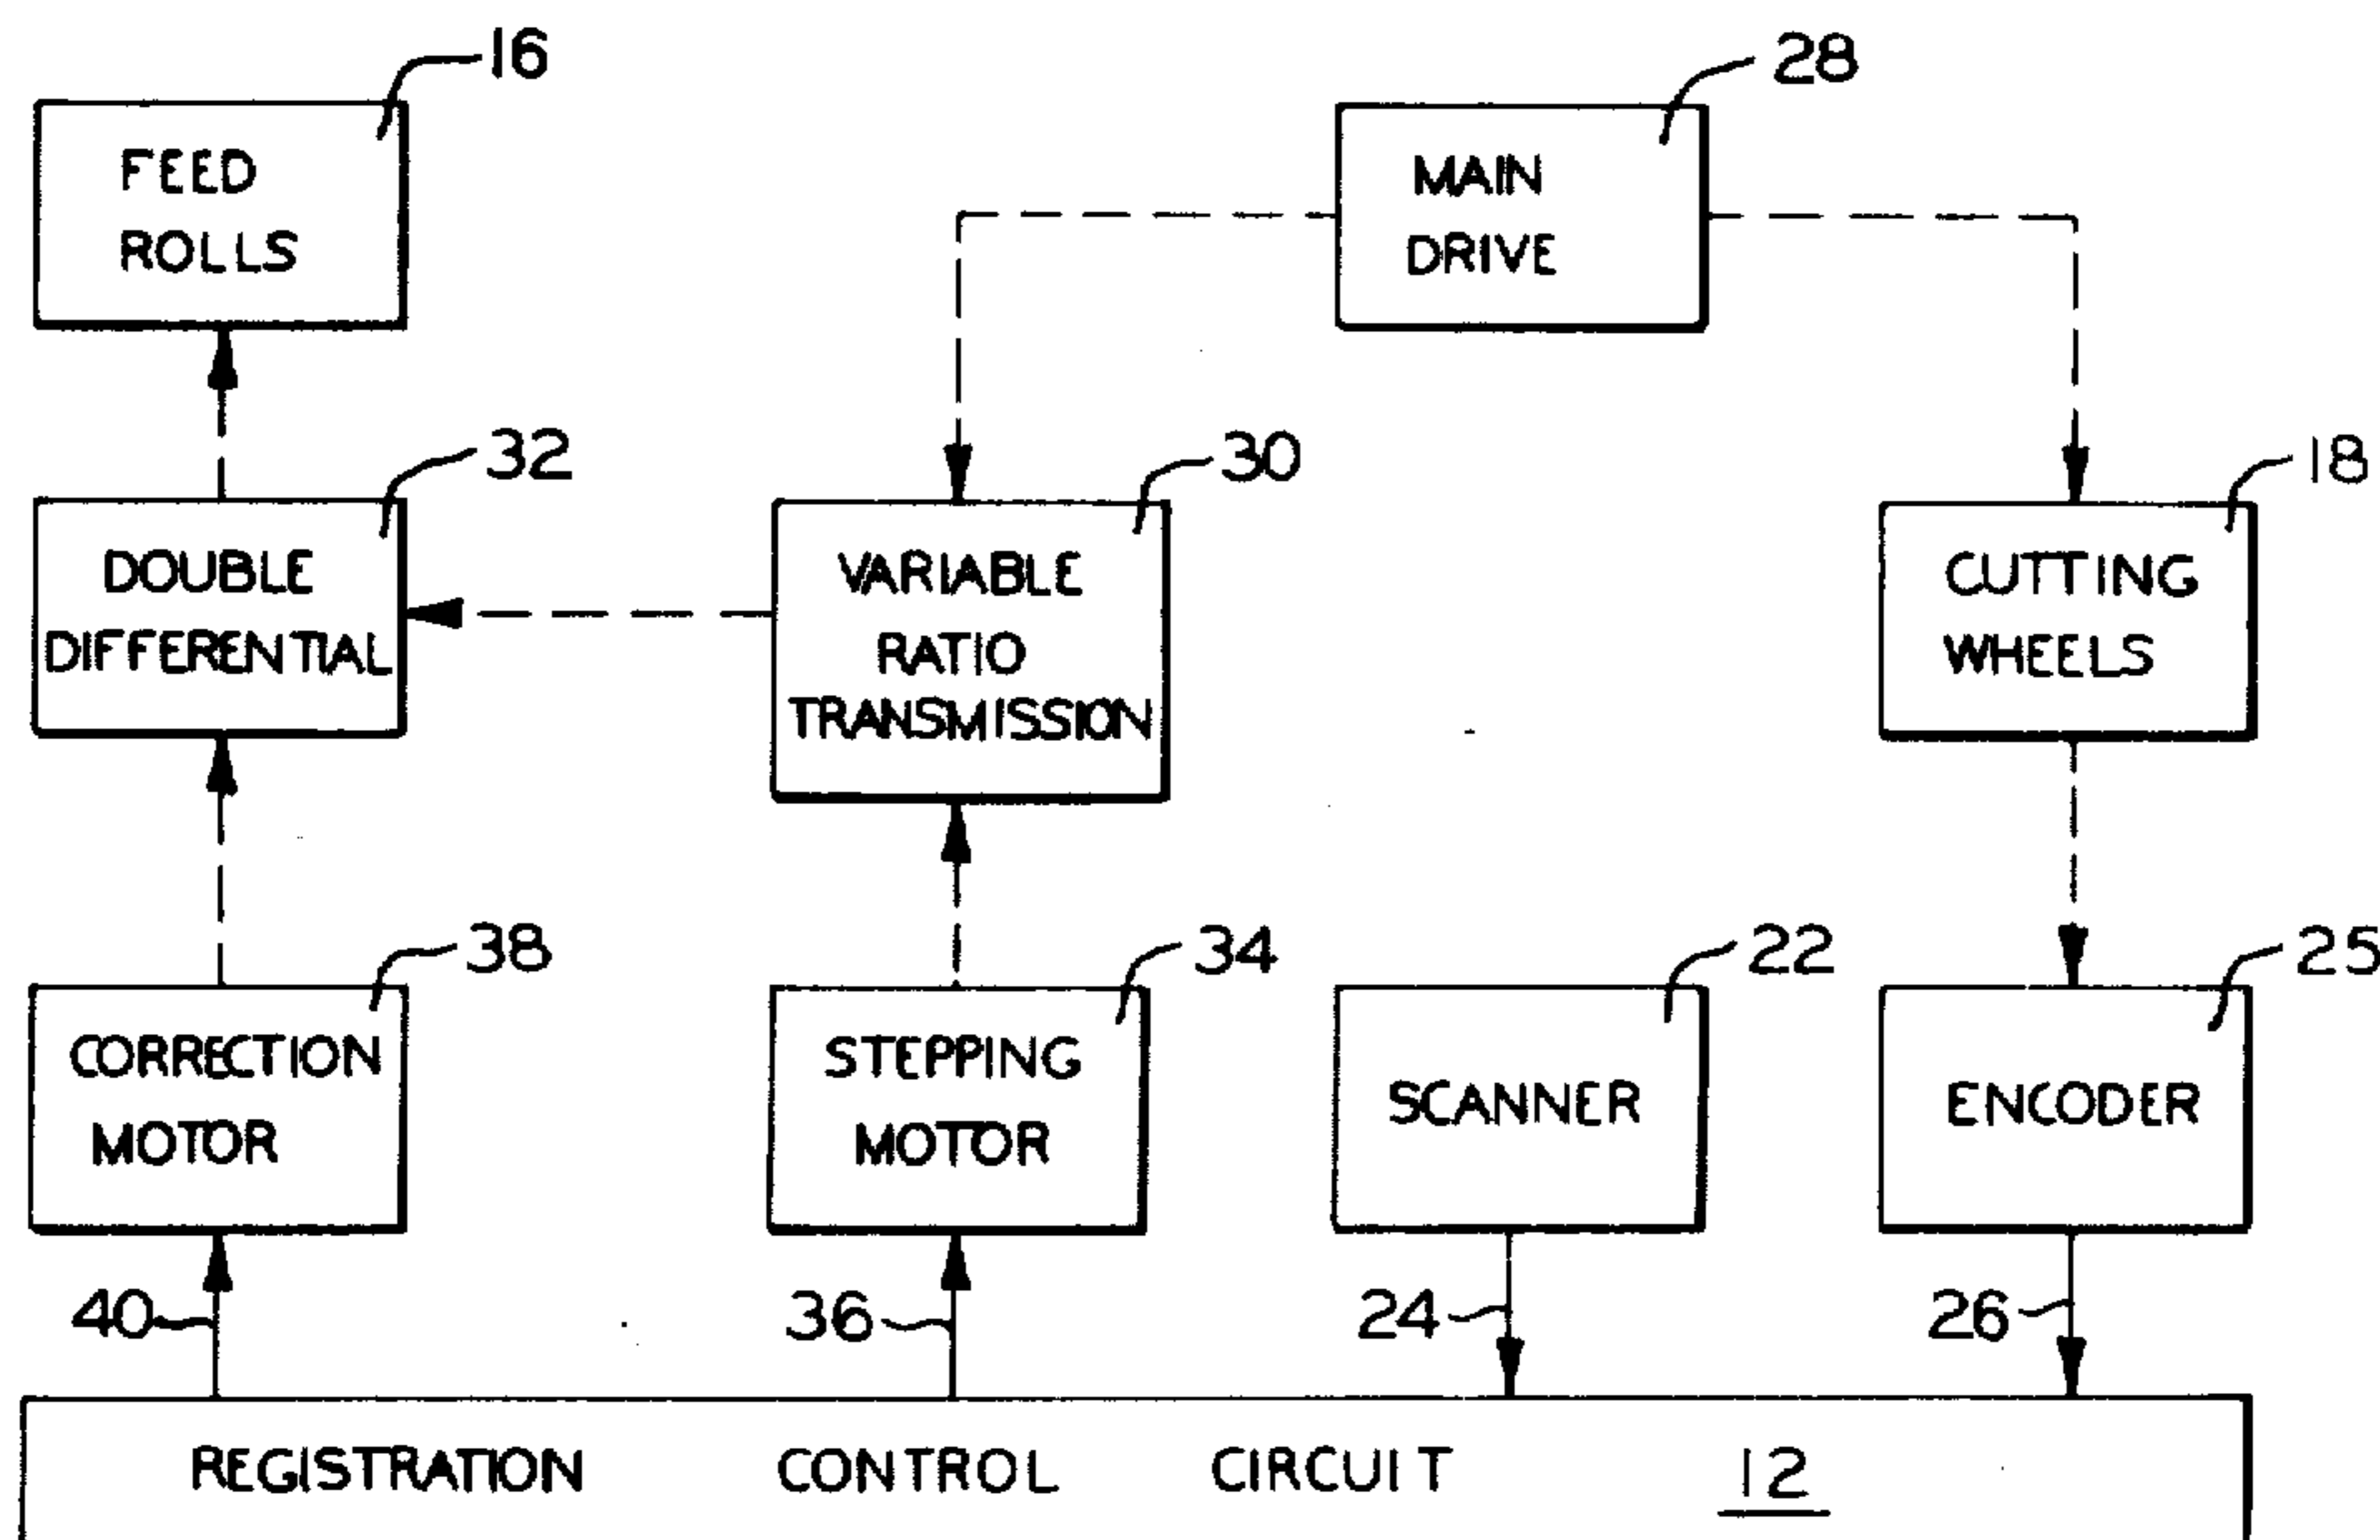 16
28
FEED
ROLLS
MAIN
DRIVE
32
30
18
DOUBLE
DIFFERENTIAL
VARIABLE
RATIO
TRANSMISSION
CUTTING
WHEELS
38
34
22
25
CORRECTION
MOTOR
STEPPING
MOTOR
SCANNER
ENCODER
40
36
24
26
REGISTRATION CONTROL CIRCUIT 12